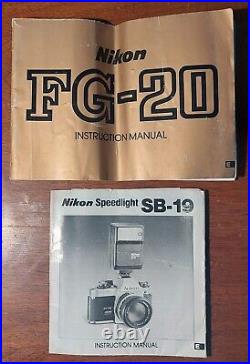 Nikon
FG-20
INSTRUCTION MANUAL
E
Nikon Speedlight SB-19
INSTRUCTION MANUAL
E